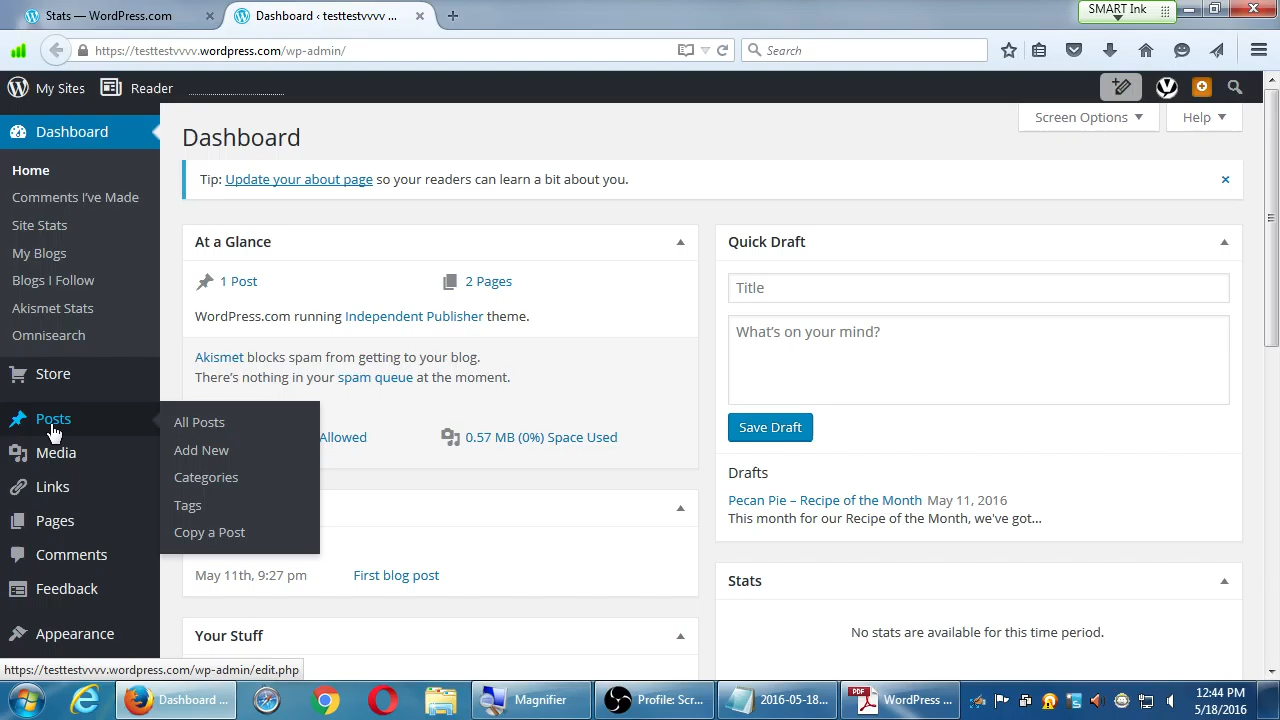 Stats — WordPress.com
Dashboard ‹ testtestvvvv ...
SMART Ink
https://testtestvvvv.wordpress.com/wp-admin/
Search
My Sites
Reader
Dashboard
Home
Comments I've Made
Site Stats
My Blogs
Blogs I Follow
Akismet Stats
Omnisearch
Store
Posts
Media
Links
Pages
Comments
Feedback
Appearance
All Posts
Add New
Categories
Tags
Copy a Post
Dashboard
Screen Options
Help
Tip: Update your about page so your readers can learn a bit about you.
At a Glance
1 Post
2 Pages
WordPress.com running Independent Publisher theme.
Akismet blocks spam from getting to your blog.
There's nothing in your spam queue at the moment.
Allowed
0.57 MB (0%) Space Used
May 11th, 9:27 pm
First blog post
Your Stuff
Quick Draft
Title
What's on your mind?
Save Draft
Drafts
Pecan Pie – Recipe of the Month May 11, 2016
This month for our Recipe of the Month, we've got...
Stats
No stats are available for this time period.
https://testtestvvvv.wordpress.com/wp-admin/edit.php
Dashboard ...
Magnifier
Profile: Scr...
2016-05-18...
PDF
WordPress ...
12:44 PM
5/18/2016